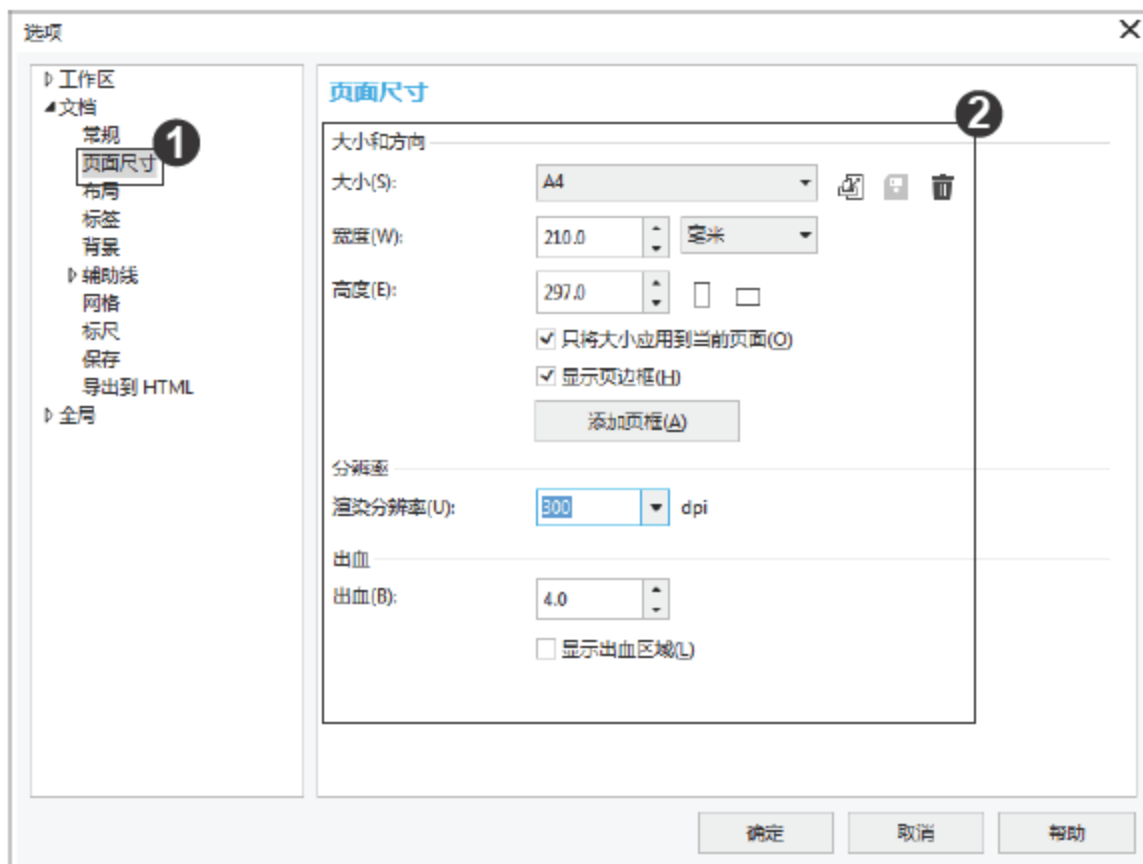 选项
工作区
文档
常规
页面尺寸
1
布局
标签
背景
辅助线
网格
标尺
保存
导出到 HTML
全局
页面尺寸
2
大小和方向
大小(S):
A4
宽度(W):
210.0
毫米
高度(E):
297.0
只将大小应用到当前页面(O)
显示页边框(H)
添加页框(A)
分辨率
渲染分辨率(U):
300
dpi
出血
出血(B):
4.0
显示出血区域(L)
确定
取消
帮助